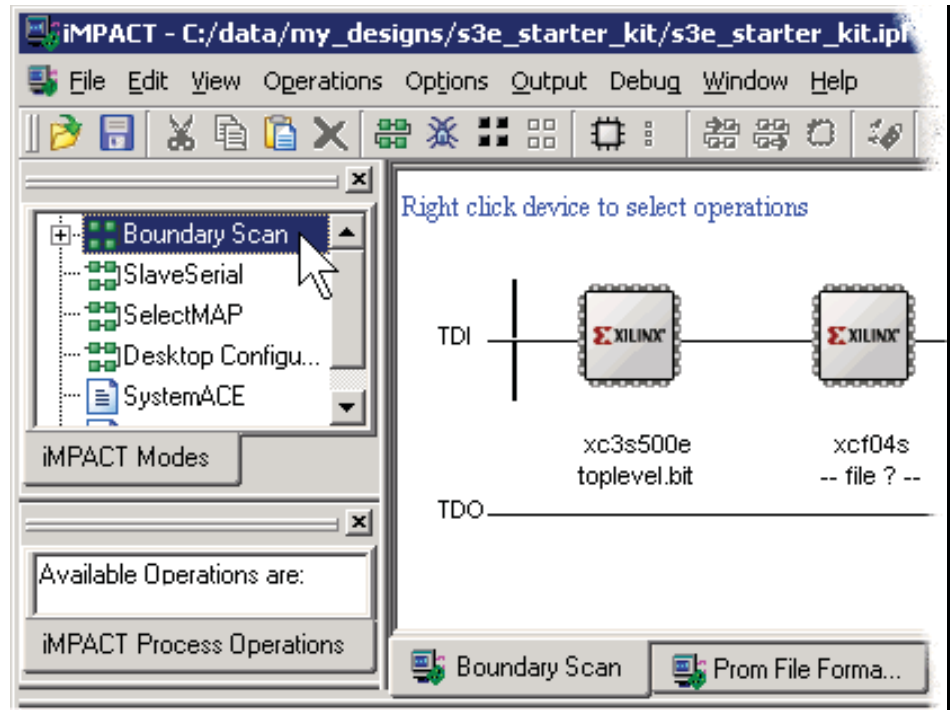 iMPACT - C:/data/my_designs/s3e_starter_kit/s3e_starter_kit.ipf
File Edit View Operations Options Output Debug Window Help
Boundary Scan
SlaveSerial
SelectMAP
Desktop Configu...
SystemACE
iMPACT Modes
Available Operations are:
iMPACT Process Operations
Right click device to select operations
TDI
XILINX
XILINX
xc3s500e
xcf04s
toplevel.bit
-- file ? --
TDO
Boundary Scan
Prom File Forma...